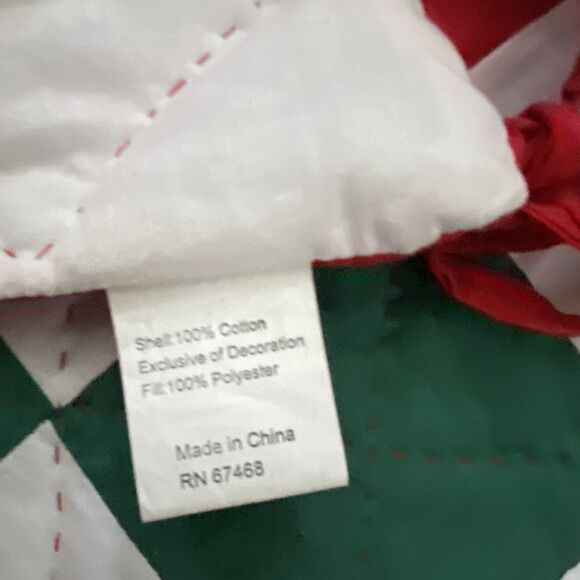 Shell:100% Cotton
Exclusive of Decoration
Fill:100% Polyester
Made in China
RN 67468